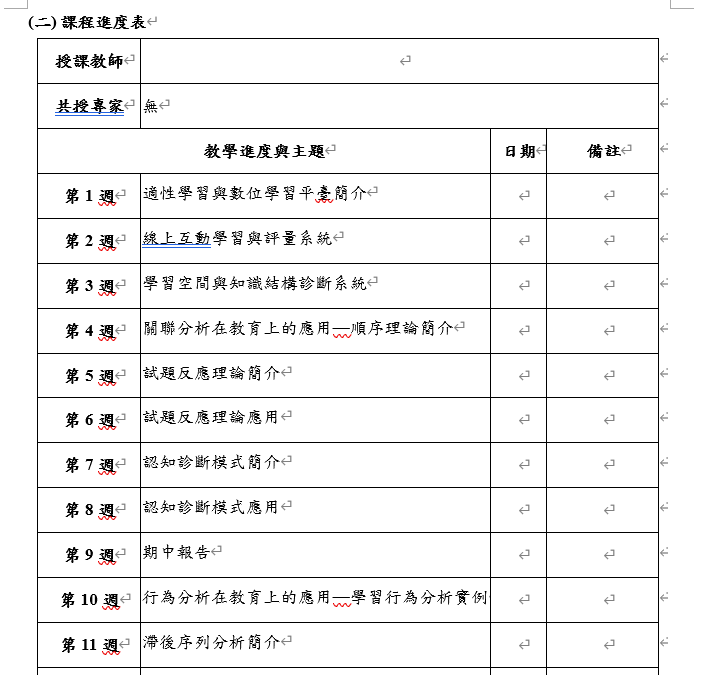 (二) 課程進度表
授課教師
共授專家 無
教學進度與主題 日期 備註
第 1 週 適性學習與數位學習平臺簡介
第 2 週 線上互動學習與評量系統
第 3 週 學習空間與知識結構診斷系統
第 4 週 關聯分析在教育上的應用—順序理論簡介
第 5 週 試題反應理論簡介
第 6 週 試題反應理論應用
第 7 週 認知診斷模式簡介
第 8 週 認知診斷模式應用
第 9 週 期中報告
第 10 週 行為分析在教育上的應用—學習行為分析實例
第 11 週 滯後序列分析簡介